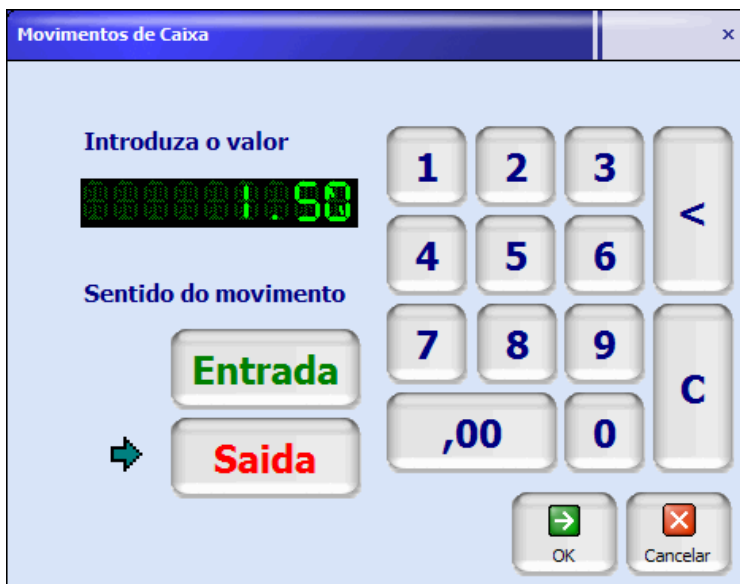 Movimentos de Caixa
Introduza o valor
1.50
1 2 3 <
4 5 6
Sentido do movimento
7 8 9 C
Entrada
,00 0
Saida
OK Cancelar